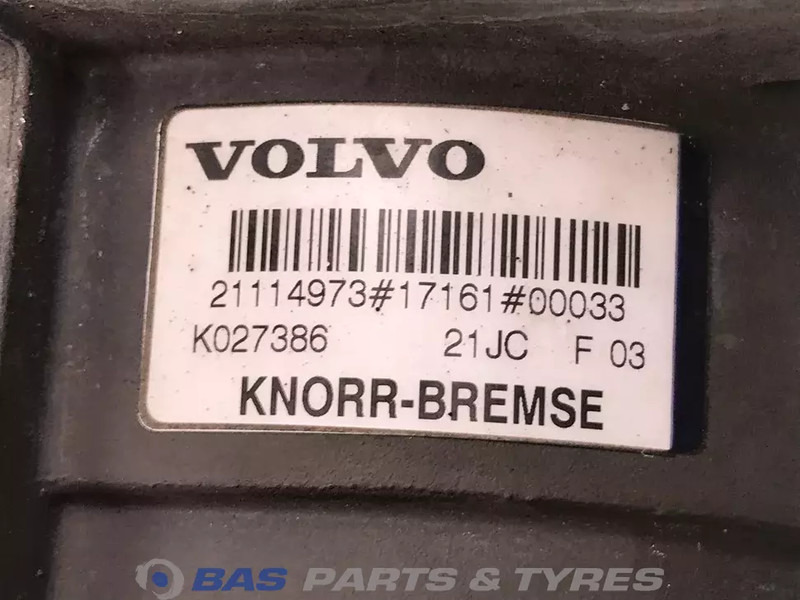 VOLVO
21114973#17161#00033
K027386 21JC F 03
KNORR-BREMSE
BAS PARTS & TYRES